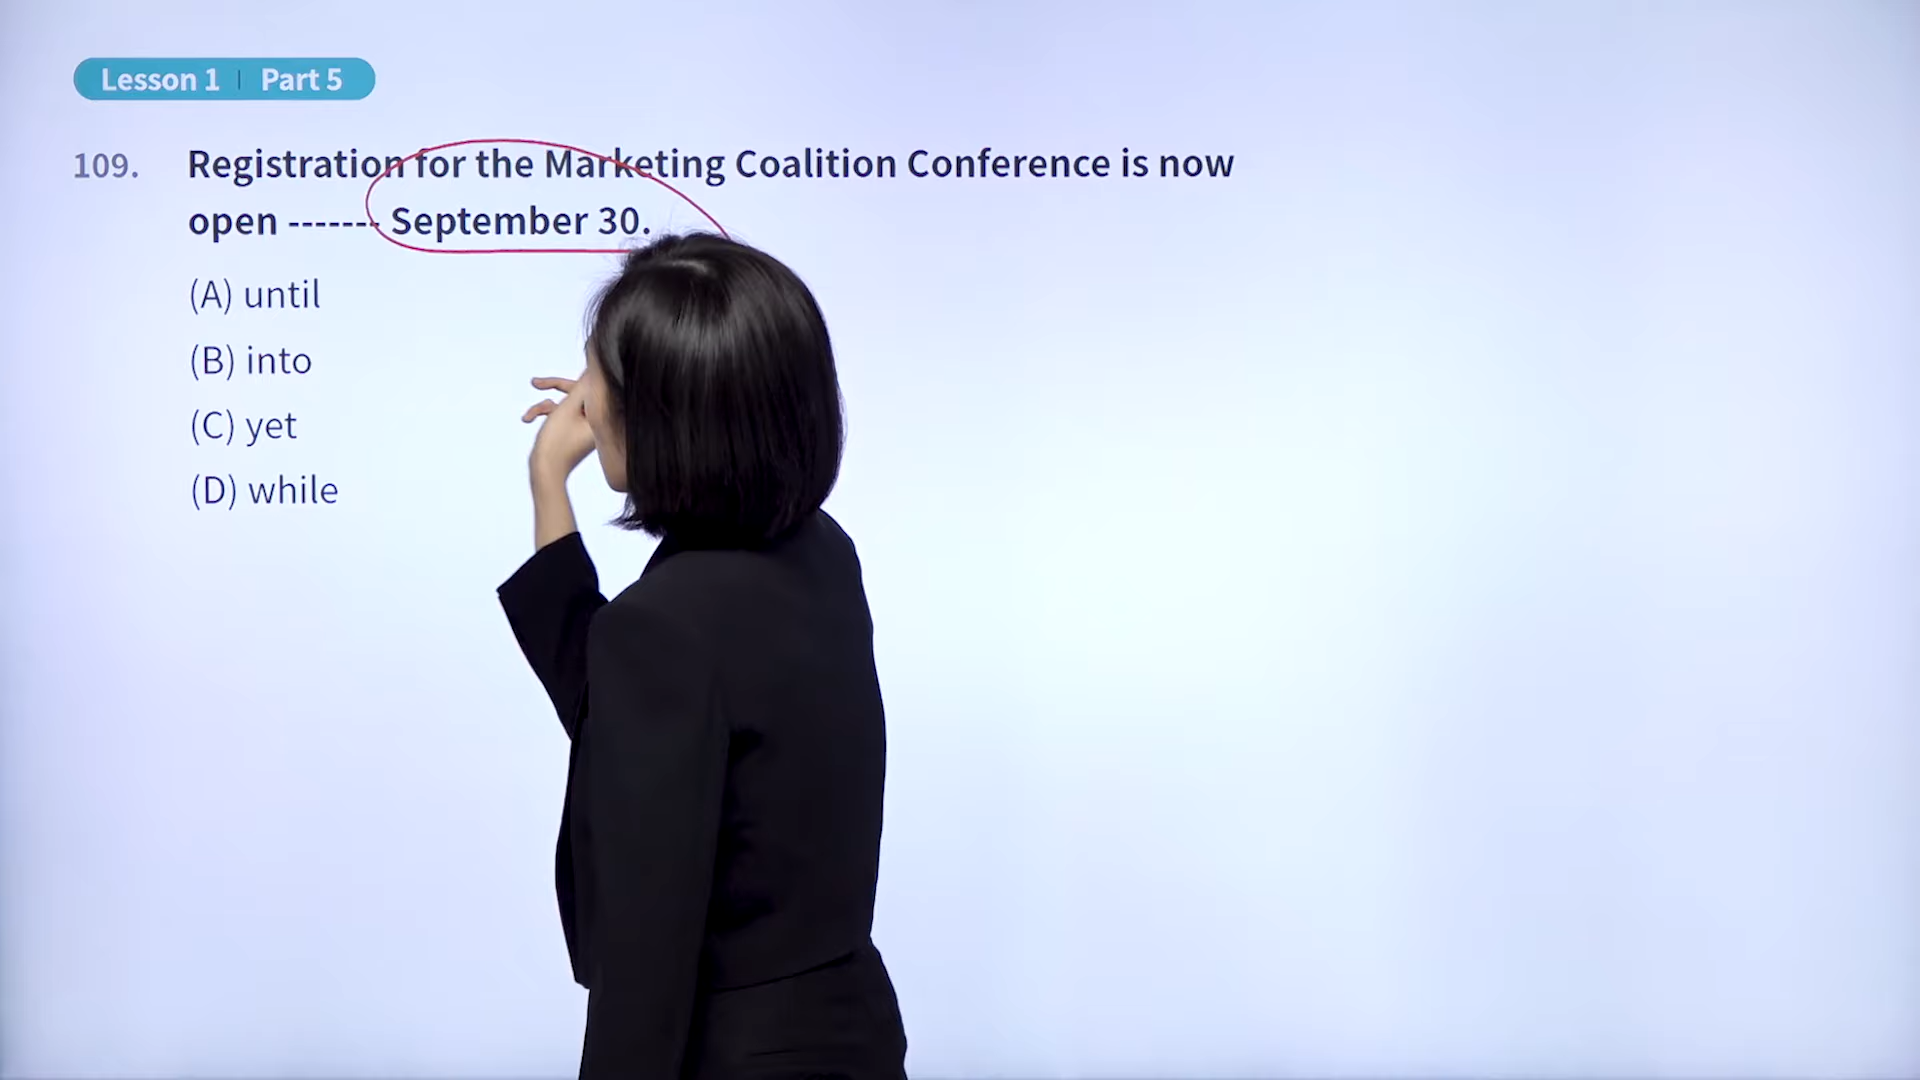 Lesson 1 | Part 5
109. Registration for the Marketing Coalition Conference is now
open ------- September 30.
(A) until
(B) into
(C) yet
(D) while